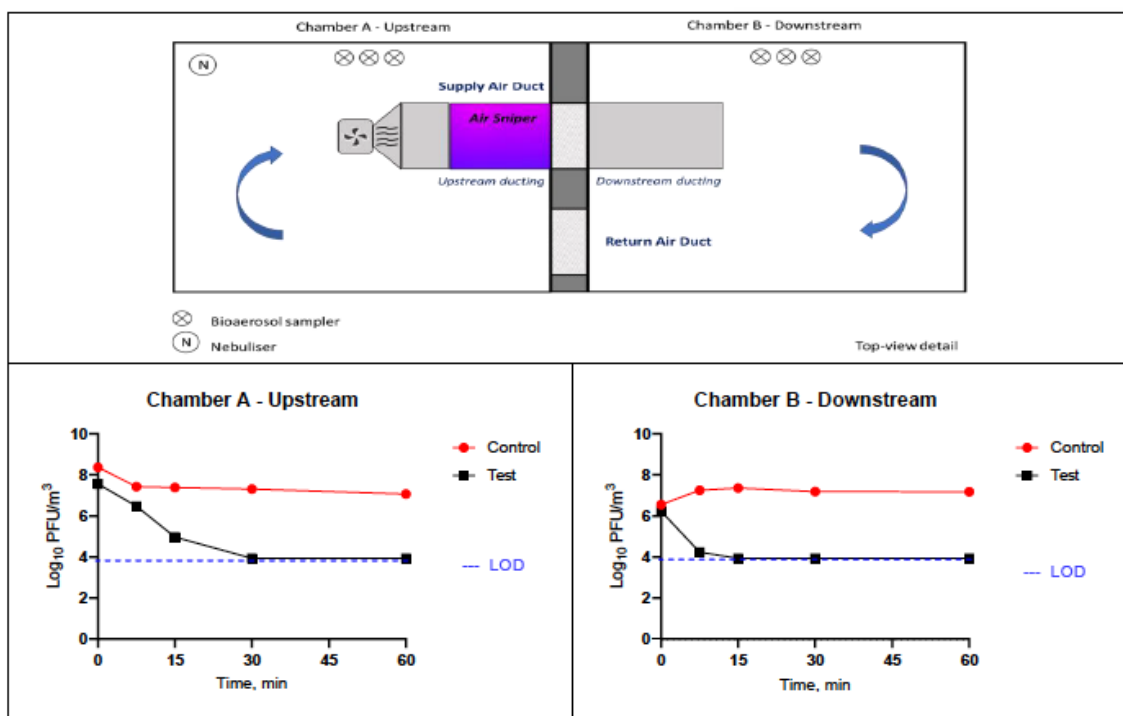 Chamber A - Upstream
Chamber B - Downstream
N
Supply Air Duct
Air Sniper
Upstream ducting
Downstream ducting
Return Air Duct
Bioaerosol sampler
N
Nebuliser
Top-view detail
Chamber A - Upstream
Log10 PFU/m3
10
8
6
4
2
0
0
15
30
45
60
Time, min
Control
Test
--- LOD
Chamber B - Downstream
Log10 PFU/m3
10
8
6
4
2
0
0
15
30
45
60
Time, min
Control
Test
--- LOD